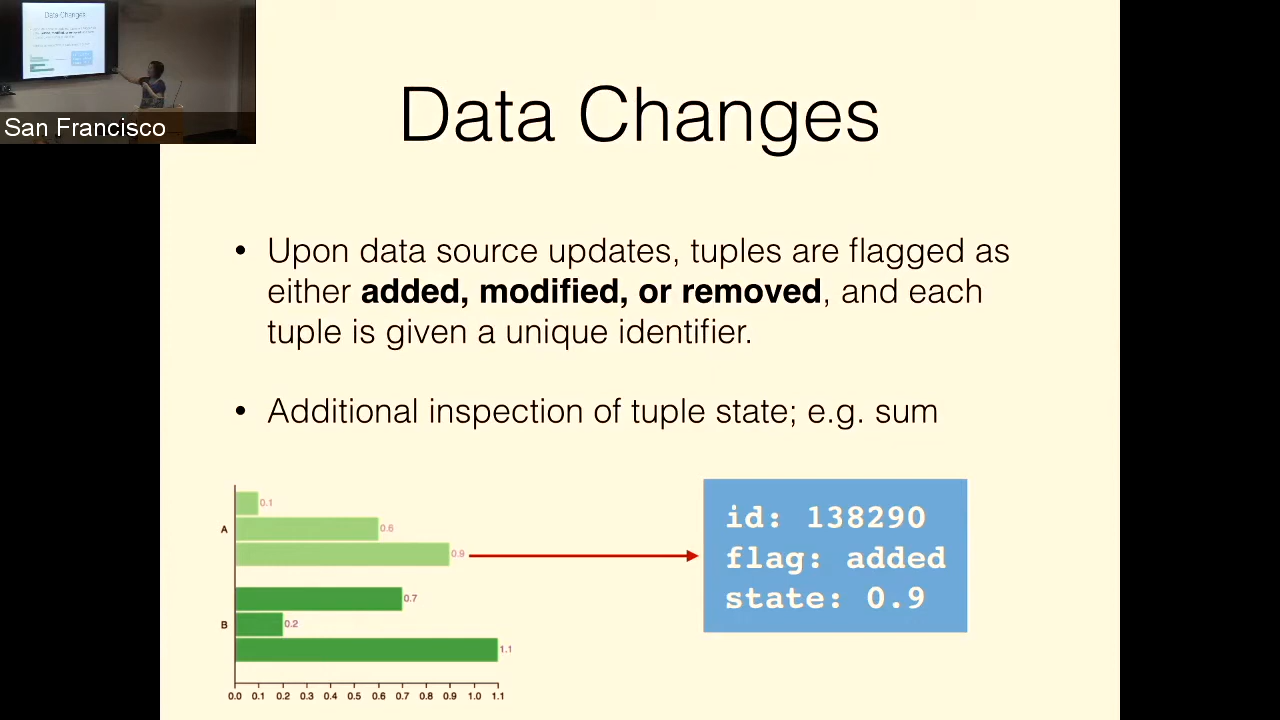 Data Changes
San Francisco
Data Changes
• Upon data source updates, tuples are flagged as
either added, modified, or removed, and each
tuple is given a unique identifier.
• Additional inspection of tuple state; e.g. sum
0.1
A
0.6
0.9
0.7
B
0.2
1.1
0.0 0.1 0.2 0.3 0.4 0.5 0.6 0.7 0.8 0.9 1.0 1.1
id: 138290
flag: added
state: 0.9